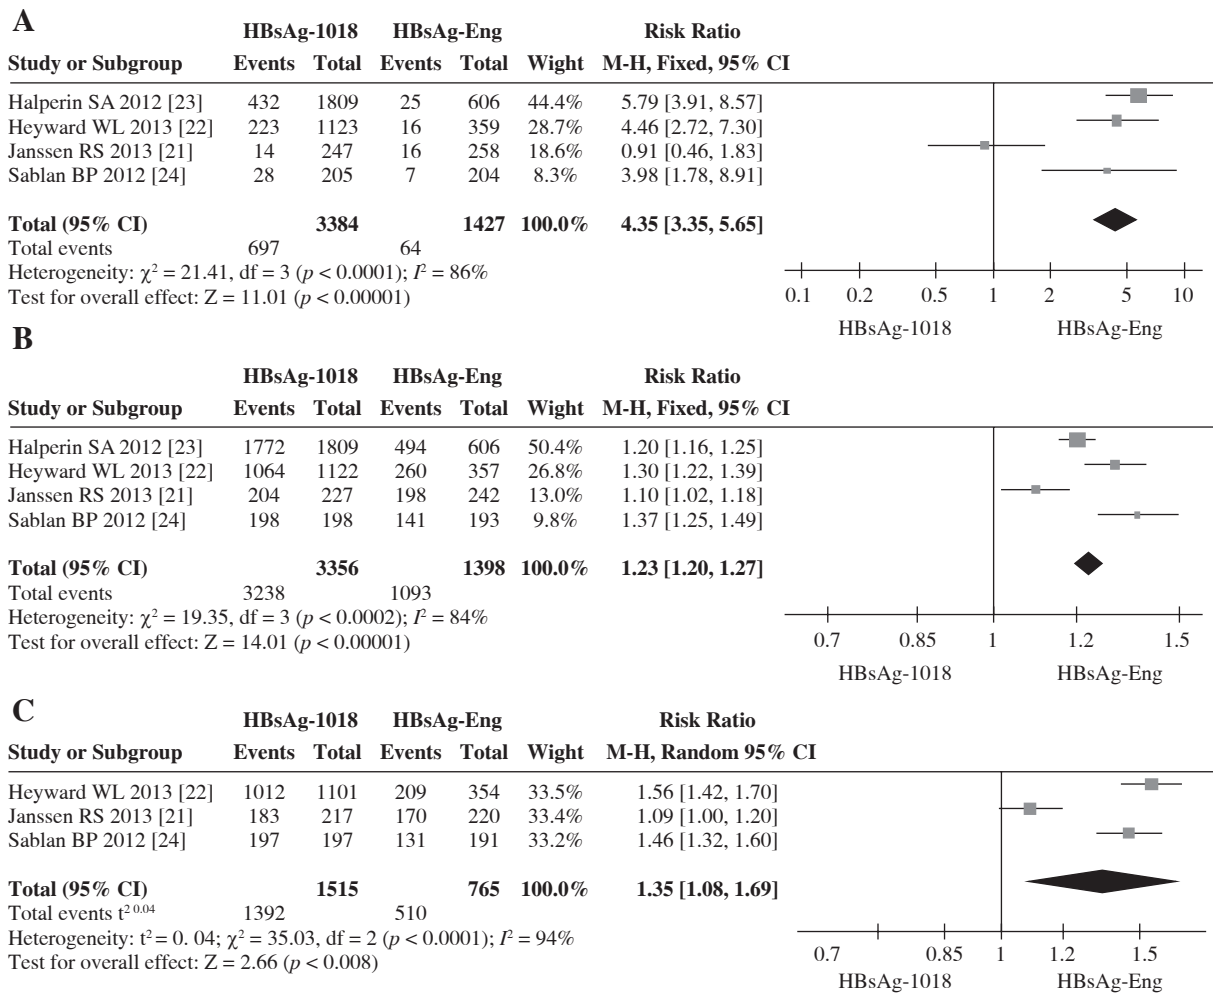 A
HBsAg-1018 HBsAg-Eng Risk Ratio
Study or Subgroup Events Total Events Total Weight M-H, Fixed, 95% CI
Halperin SA 2012 [23] 432 1809 25 606 44.4% 5.79 [3.91, 8.57]
Heyward WL 2013 [22] 223 1123 16 359 28.7% 4.46 [2.72, 7.30]
Janssen RS 2013 [21] 14 247 16 258 18.6% 0.91 [0.46, 1.83]
Sablan BP 2012 [24] 28 205 7 204 8.3% 3.98 [1.78, 8.91]
Total (95% CI) 3384 1427 100.0% 4.35 [3.35, 5.65]
Total events 697 64
Heterogeneity: χ² = 21.41, df = 3 (p < 0.0001); I² = 86%
Test for overall effect: Z = 11.01 (p < 0.00001)
0.1 0.2 0.5 1 2 5 10
HBsAg-1018 HBsAg-Eng
B
HBsAg-1018 HBsAg-Eng Risk Ratio
Study or Subgroup Events Total Events Total Weight M-H, Fixed, 95% CI
Halperin SA 2012 [23] 1772 1809 494 606 50.4% 1.20 [1.16, 1.25]
Heyward WL 2013 [22] 1064 1122 260 357 26.8% 1.30 [1.22, 1.39]
Janssen RS 2013 [21] 204 227 198 242 13.0% 1.10 [1.02, 1.18]
Sablan BP 2012 [24] 198 198 141 193 9.8% 1.37 [1.25, 1.49]
Total (95% CI) 3356 1398 100.0% 1.23 [1.20, 1.27]
Total events 3238 1093
Heterogeneity: χ² = 19.35, df = 3 (p < 0.0002); I² = 84%
Test for overall effect: Z = 14.01 (p < 0.00001)
0.7 0.85 1 1.2 1.5
HBsAg-1018 HBsAg-Eng
C
HBsAg-1018 HBsAg-Eng Risk Ratio
Study or Subgroup Events Total Events Total Weight M-H, Random 95% CI
Heyward WL 2013 [22] 1012 1101 209 354 33.5% 1.56 [1.42, 1.70]
Janssen RS 2013 [21] 183 217 170 220 33.4% 1.09 [1.00, 1.20]
Sablan BP 2012 [24] 197 197 131 191 33.2% 1.46 [1.32, 1.60]
Total (95% CI) 1515 765 100.0% 1.35 [1.08, 1.69]
Total events t² ⁰·⁰⁴ 1392 510
Heterogeneity: t² = 0. 04; χ² = 35.03, df = 2 (p < 0.0001); I² = 94%
Test for overall effect: Z = 2.66 (p < 0.008)
0.7 0.85 1 1.2 1.5
HBsAg-1018 HBsAg-Eng